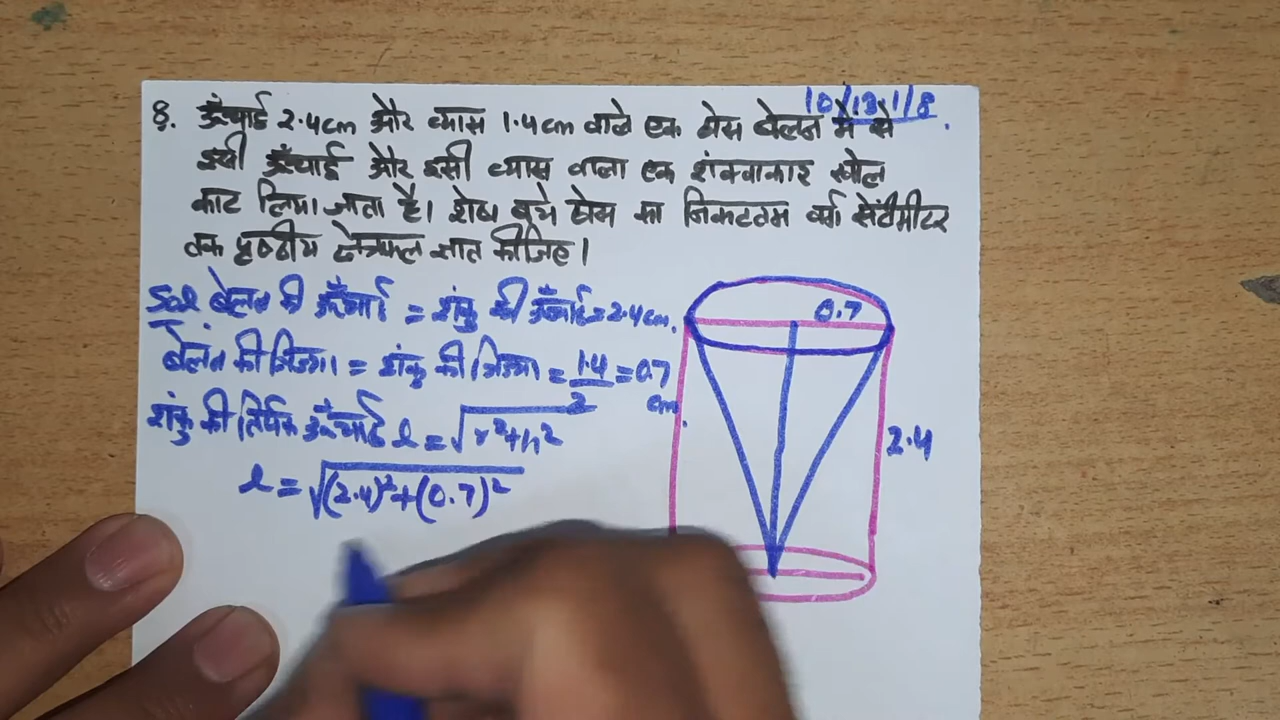 10/13.1/8.
8. ऊँचाई 2.4cm और व्यास 1.4cm वाले एक ठोस बेलन में से
इसी ऊँचाई और इसी व्यास वाला एक शंक्वाकार खोल
काट लिया जाता है। शेष बचे ठोस का निकटतम वर्ग सेंटीमीटर
तक पृष्ठीय क्षेत्रफल ज्ञात कीजिए।
Sol बेलन की ऊँचाई = शंकु की ऊँचाई = 2.4cm.
बेलन की त्रिज्या = शंकु की त्रिज्या = 1.4/2 = 0.7 cm
शंकु की तिर्यक ऊँचाई l = √r²+h²
l = √(2.4)²+(0.7)²
0.7
2.4